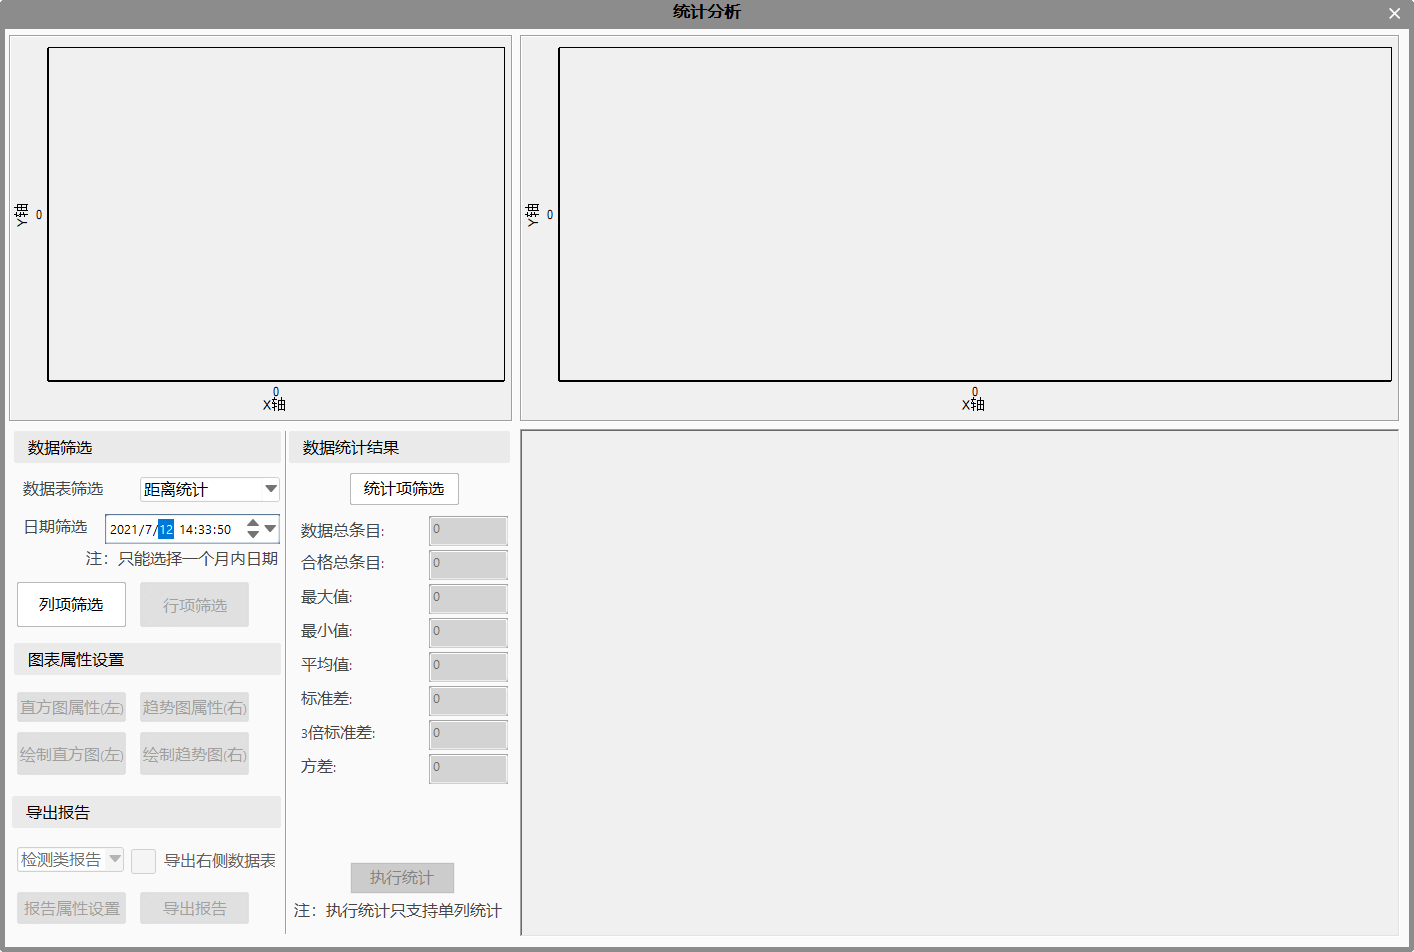 统计分析
Y轴
0
0
X轴
Y轴
0
0
X轴
数据筛选
数据表筛选 距离统计
日期筛选 2021/7/12 14:33:50
注：只能选择一个月内日期
列项筛选 行项筛选
图表属性设置
直方图属性(左) 趋势图属性(右)
绘制直方图(左) 绘制趋势图(右)
导出报告
检测类报告 导出右侧数据表
报告属性设置 导出报告
数据统计结果
统计项筛选
数据总条目: 0
合格总条目: 0
最大值: 0
最小值: 0
平均值: 0
标准差: 0
3倍标准差: 0
方差: 0
执行统计
注：执行统计只支持单列统计